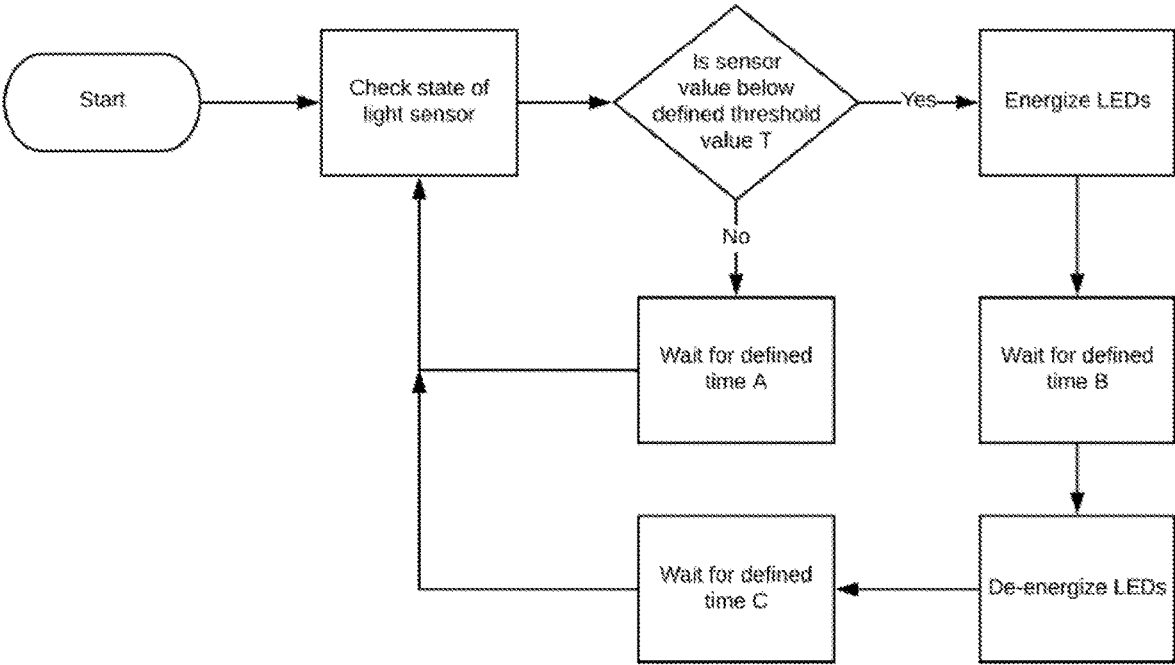 Start
Check state of
light sensor
Is sensor
value below
defined threshold
value T
Yes
Energize LEDs
No
Wait for defined
time A
Wait for defined
time B
Wait for defined
time C
De-energize LEDs